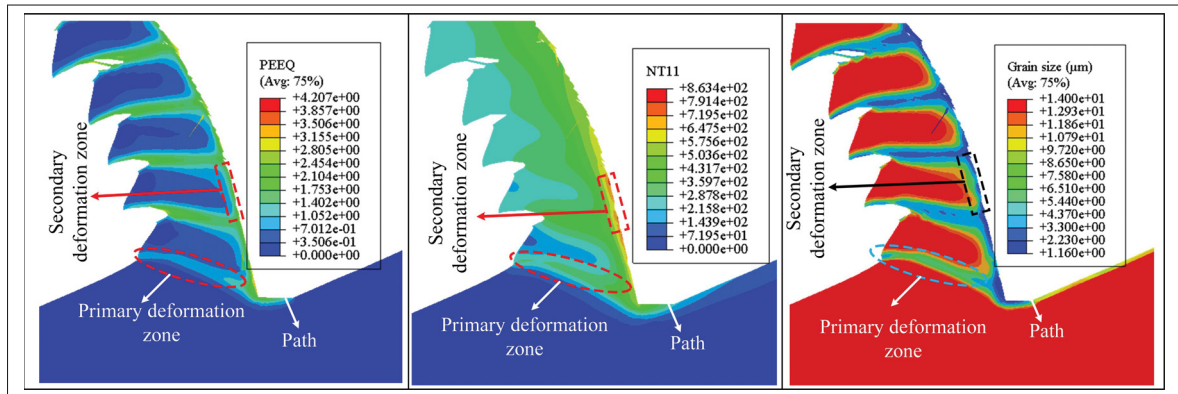 PEEQ
(Avg: 75%)
+4.207e+00
+3.857e+00
+3.506e+00
+3.155e+00
+2.805e+00
+2.454e+00
+2.104e+00
+1.753e+00
+1.402e+00
+1.052e+00
+7.012e-01
+3.506e-01
+0.000e+00
Secondary
deformation zone
Primary deformation
zone
Path
NT11
+8.634e+02
+7.914e+02
+7.195e+02
+6.475e+02
+5.756e+02
+5.036e+02
+4.317e+02
+3.597e+02
+2.878e+02
+2.158e+02
+1.439e+02
+7.195e+01
+0.000e+00
Secondary
deformation zone
Primary deformation
zone
Path
Grain size (μm)
(Avg: 75%)
+1.400e+01
+1.293e+01
+1.186e+01
+1.079e+01
+9.720e+00
+8.650e+00
+7.580e+00
+6.510e+00
+5.440e+00
+4.370e+00
+3.300e+00
+2.230e+00
+1.160e+00
Secondary
deformation zone
Primary deformation
zone
Path